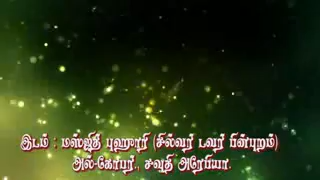 இடம் : மஸ்ஜிதீ புஹாரி (சில்வர் டவர் பின்புறம்)
அல்-கோபர்., சவுதி அரேபியா.